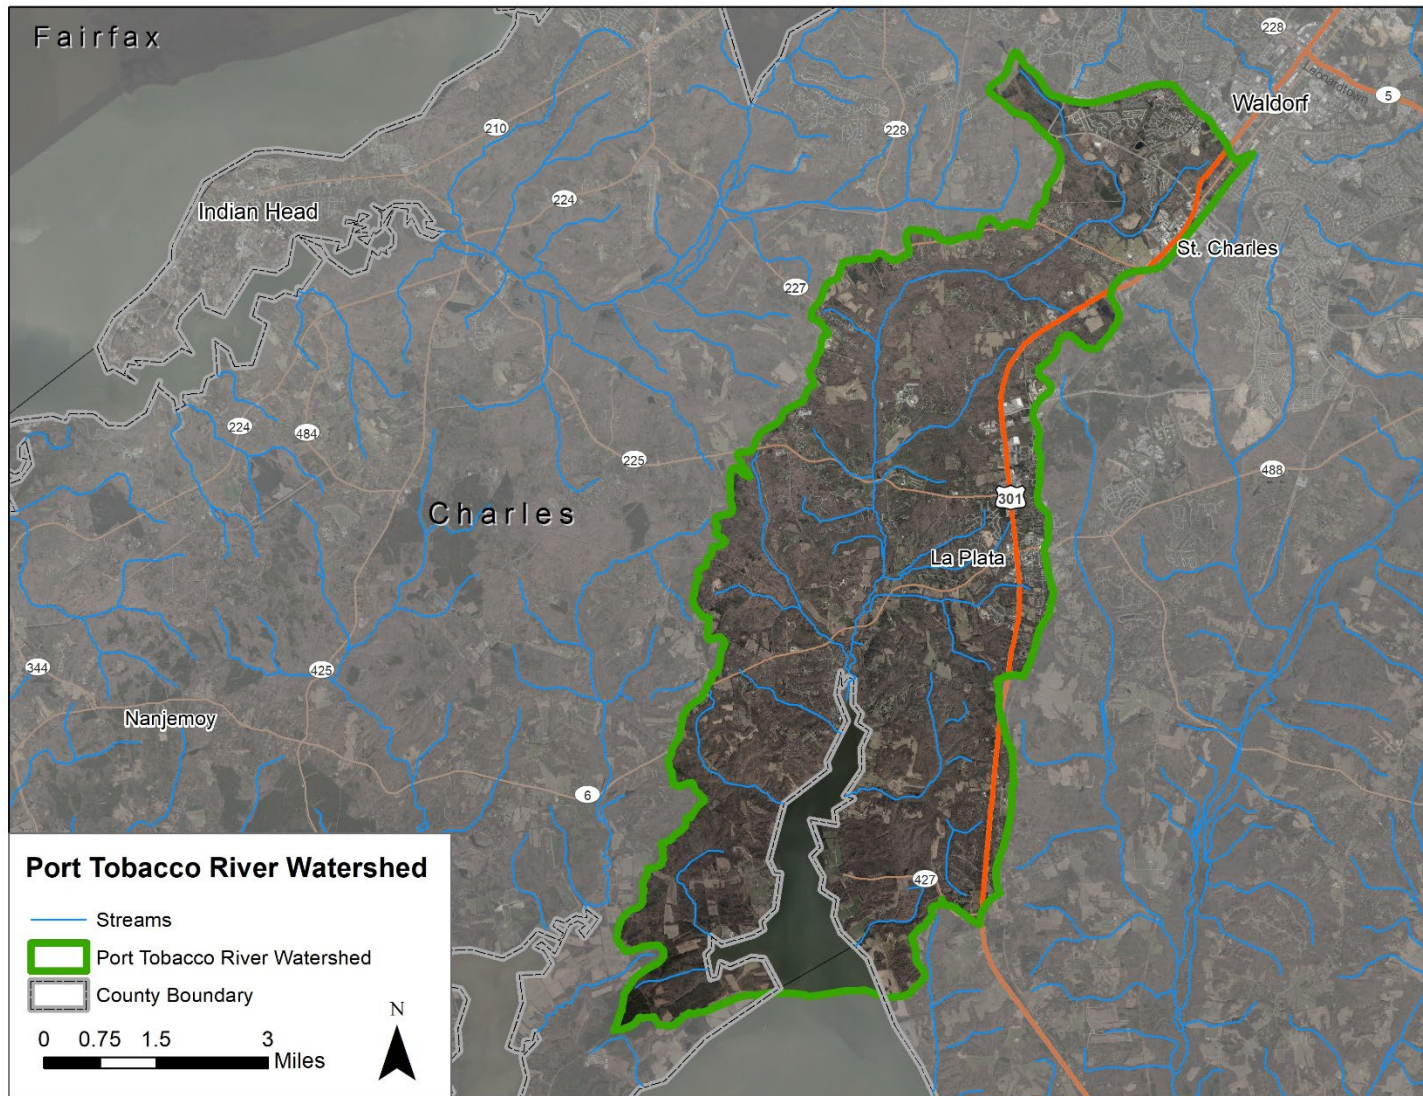 Fairfax
228
Leonardtown
5
Waldorf
210
228
224
Indian Head
St. Charles
227
224
484
225
488
Charles
301
La Plata
344
425
Nanjemoy
6
427
Port Tobacco River Watershed
Streams
Port Tobacco River Watershed
County Boundary
N
0 0.75 1.5 3
Miles